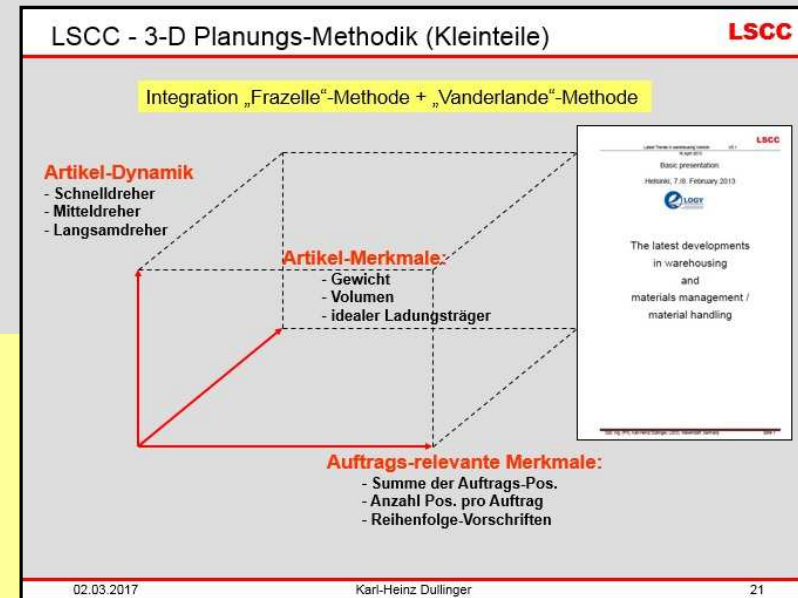 LSCC - 3-D Planungs-Methodik (Kleinteile)
LSCC
Integration „Frazelle“-Methode + „Vanderlande“-Methode
Artikel-Dynamik
- Schnelldreher
- Mitteldreher
- Langsamdreher
Artikel-Merkmale:
- Gewicht
- Volumen
- idealer Ladungsträger
Auftrags-relevante Merkmale:
- Summe der Auftrags-Pos.
- Anzahl Pos. pro Auftrag
- Reihenfolge-Vorschriften
LSCC
Basic presentation
Helsinki, 7./8. February 2013
eLOGY
The latest developments
in warehousing
and
materials management /
material handling
02.03.2017
Karl-Heinz Dullinger
21